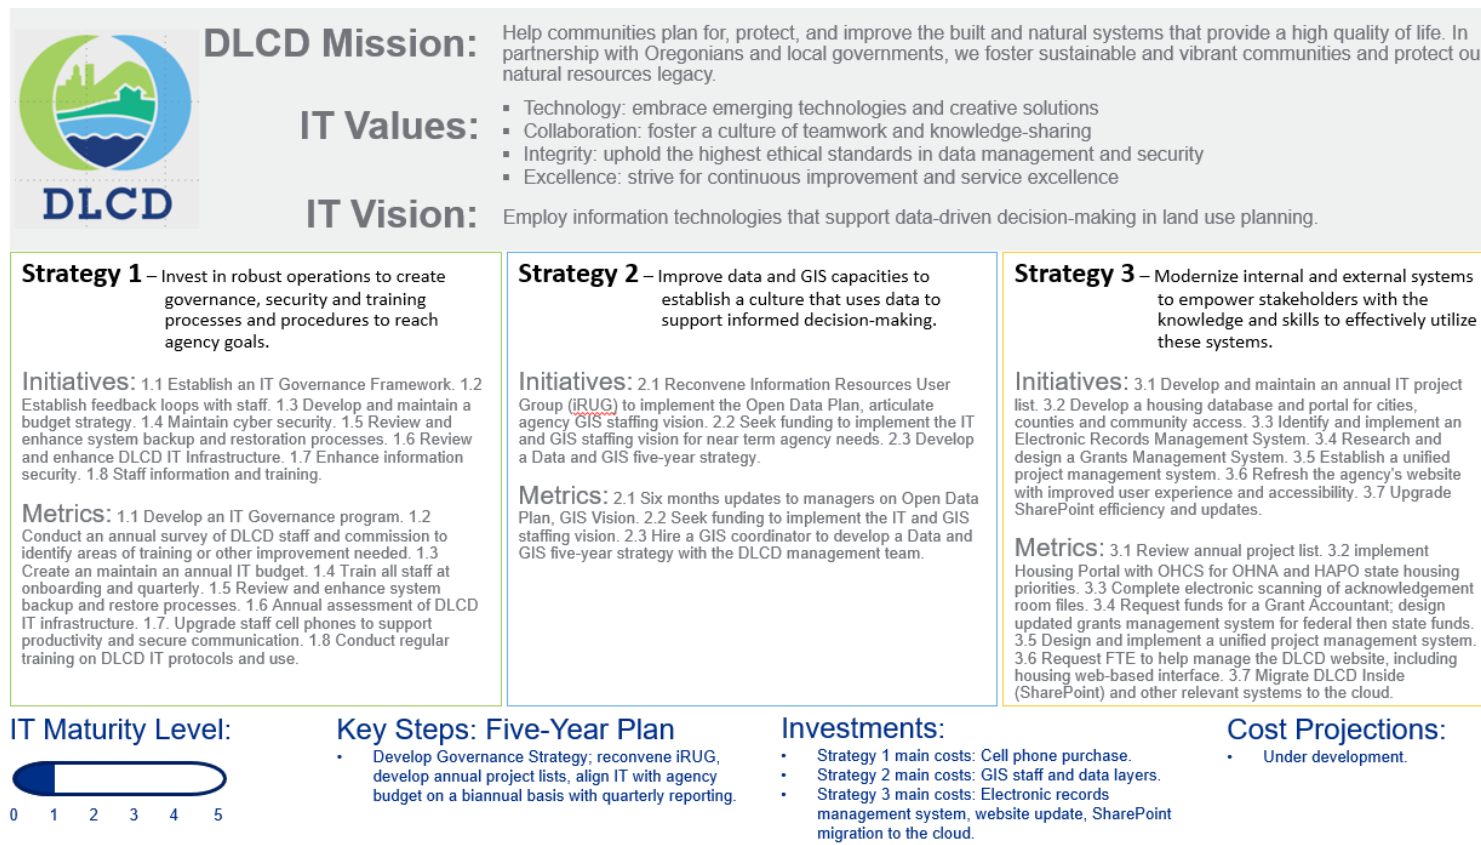 DLCD
DLCD Mission:
Help communities plan for, protect, and improve the built and natural systems that provide a high quality of life. In
partnership with Oregonians and local governments, we foster sustainable and vibrant communities and protect ou
natural resources legacy.
IT Values:
▪ Technology: embrace emerging technologies and creative solutions
▪ Collaboration: foster a culture of teamwork and knowledge-sharing
▪ Integrity: uphold the highest ethical standards in data management and security
▪ Excellence: strive for continuous improvement and service excellence
IT Vision:
Employ information technologies that support data-driven decision-making in land use planning.
Strategy 1 – Invest in robust operations to create
governance, security and training
processes and procedures to reach
agency goals.
Initiatives: 1.1 Establish an IT Governance Framework. 1.2
Establish feedback loops with staff. 1.3 Develop and maintain a
budget strategy. 1.4 Maintain cyber security. 1.5 Review and
enhance system backup and restoration processes. 1.6 Review
and enhance DLCD IT Infrastructure. 1.7 Enhance information
security. 1.8 Staff information and training.
Metrics: 1.1 Develop an IT Governance program. 1.2
Conduct an annual survey of DLCD staff and commission to
identify areas of training or other improvement needed. 1.3
Create an maintain an annual IT budget. 1.4 Train all staff at
onboarding and quarterly. 1.5 Review and enhance system
backup and restore processes. 1.6 Annual assessment of DLCD
IT infrastructure. 1.7. Upgrade staff cell phones to support
productivity and secure communication. 1.8 Conduct regular
training on DLCD IT protocols and use.
Strategy 2 – Improve data and GIS capacities to
establish a culture that uses data to
support informed decision-making.
Initiatives: 2.1 Reconvene Information Resources User
Group (iRUG) to implement the Open Data Plan, articulate
agency GIS staffing vision. 2.2 Seek funding to implement the IT
and GIS staffing vision for near term agency needs. 2.3 Develop
a Data and GIS five-year strategy.
Metrics: 2.1 Six months updates to managers on Open Data
Plan, GIS Vision. 2.2 Seek funding to implement the IT and GIS
staffing vision. 2.3 Hire a GIS coordinator to develop a Data and
GIS five-year strategy with the DLCD management team.
Strategy 3 – Modernize internal and external systems
to empower stakeholders with the
knowledge and skills to effectively utilize
these systems.
Initiatives: 3.1 Develop and maintain an annual IT project
list. 3.2 Develop a housing database and portal for cities,
counties and community access. 3.3 Identify and implement an
Electronic Records Management System. 3.4 Research and
design a Grants Management System. 3.5 Establish a unified
project management system. 3.6 Refresh the agency's website
with improved user experience and accessibility. 3.7 Upgrade
SharePoint efficiency and updates.
Metrics: 3.1 Review annual project list. 3.2 implement
Housing Portal with OHCS for OHNA and HAPO state housing
priorities. 3.3 Complete electronic scanning of acknowledgement
room files. 3.4 Request funds for a Grant Accountant; design
updated grants management system for federal then state funds.
3.5 Design and implement a unified project management system.
3.6 Request FTE to help manage the DLCD website, including
housing web-based interface. 3.7 Migrate DLCD Inside
(SharePoint) and other relevant systems to the cloud.
IT Maturity Level:
0 1 2 3 4 5
Key Steps: Five-Year Plan
• Develop Governance Strategy; reconvene iRUG,
develop annual project lists, align IT with agency
budget on a biannual basis with quarterly reporting.
Investments:
• Strategy 1 main costs: Cell phone purchase.
• Strategy 2 main costs: GIS staff and data layers.
• Strategy 3 main costs: Electronic records
management system, website update, SharePoint
migration to the cloud.
Cost Projections:
• Under development.